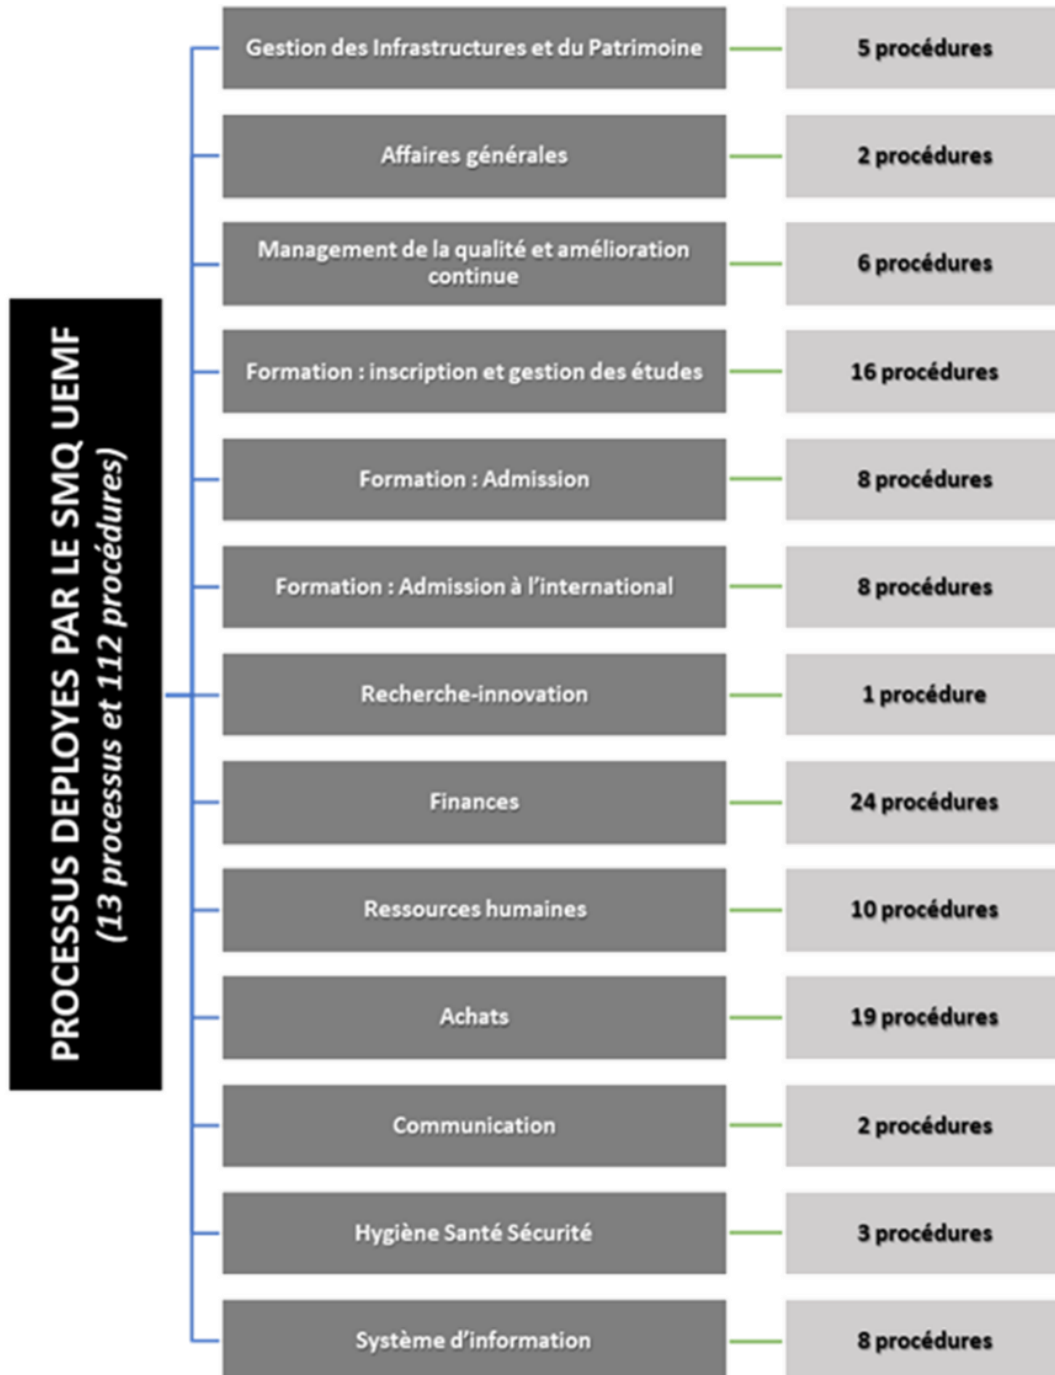 PROCESSUS DEPLOYES PAR LE SMQ UEMF
(13 processus et 112 procédures)
Gestion des Infrastructures et du Patrimoine
5 procédures
Affaires générales
2 procédures
Management de la qualité et amélioration
continue
6 procédures
Formation : inscription et gestion des études
16 procédures
Formation : Admission
8 procédures
Formation : Admission à l’international
8 procédures
Recherche-innovation
1 procédure
Finances
24 procédures
Ressources humaines
10 procédures
Achats
19 procédures
Communication
2 procédures
Hygiène Santé Sécurité
3 procédures
Système d’information
8 procédures